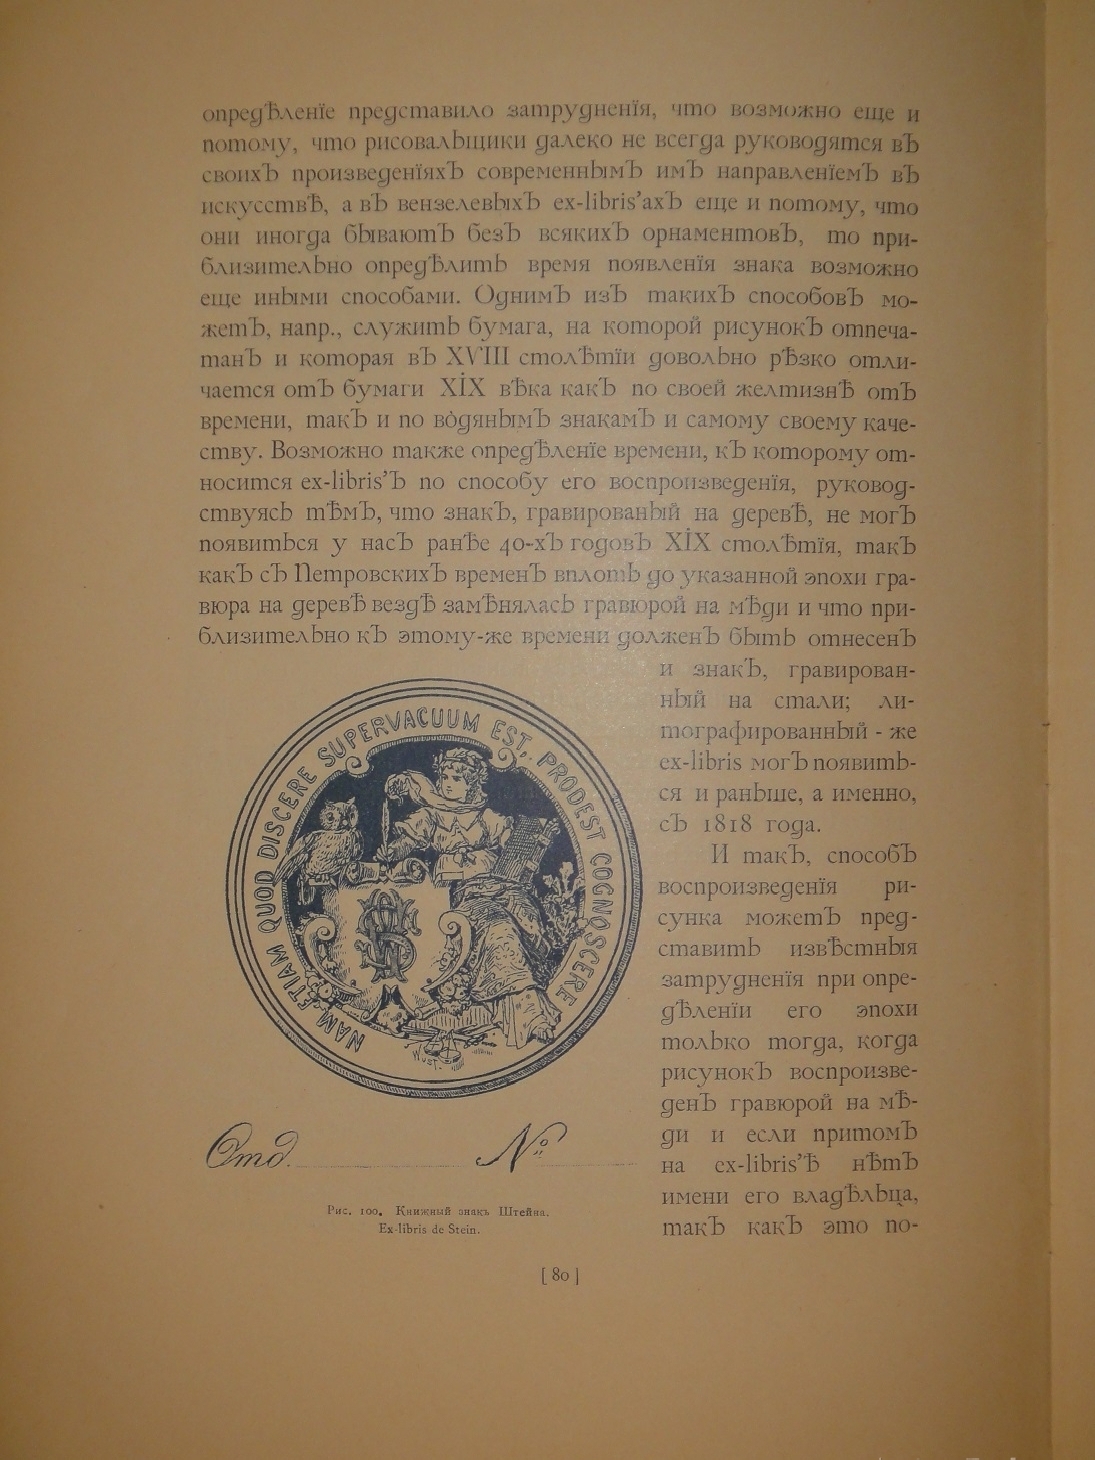 опредѣленіе представило затрудненія, что возможно еще и
потому, что рисовальщики далеко не всегда руководятся въ
своихъ произведеніяхъ современнымъ имъ направленіемъ въ
искусствѣ, а въ вензелевыхъ ex-libris’ахъ еще и потому, что
они иногда бываютъ безъ всякихъ орнаментовъ, то при-
близительно опредѣлить время появленія знака возможно
еще иными способами. Однимъ изъ такихъ способовъ мо-
жетъ, напр., служить бумага, на которой рисунокъ отпеча-
танъ и которая въ XVIII столѣтіи довольно рѣзко отли-
чается отъ бумаги XIX вѣка какъ по своей желтизнѣ отъ
времени, такъ и по во̀дянымъ знакамъ и самому своему каче-
ству. Возможно также опредѣленіе времени, къ которому от-
носится ex-libris’ъ по способу его воспроизведенія, руковод-
ствуясь тѣмъ, что знакъ, гравированый на деревѣ, не могъ
появиться у насъ ранѣе 40-хъ годовъ XIX столѣтія, такъ
какъ съ Петровскихъ временъ вплоть до указанной эпохи гра-
вюра на деревѣ вездѣ замѣнялась гравюрой на мѣди и что при-
близительно къ этому-же времени долженъ быть отнесенъ
и знакъ, гравирован-
ный на стали; ли-
тографированный - же
ex-libris могъ появить-
ся и раньше, а именно,
съ 1818 года.
И такъ, способъ
воспроизведенія ри-
сунка можетъ пред-
ставить извѣстныя
затрудненія при опре-
дѣленіи его эпохи
только тогда, когда
рисунокъ воспроизве-
денъ гравюрой на мѣ-
ди и если притомъ
на ex-libris’ѣ нѣтъ
имени его владѣльца,
такъ какъ это по-
NAM ETIAM QUOD DISCERE SUPERVACUUM EST, PRODEST COGNOSCERE
Wust.
Отд. №
Рис. 100. Книжный знакъ Штейна.
Ex-libris de Stein.
[ 80 ]